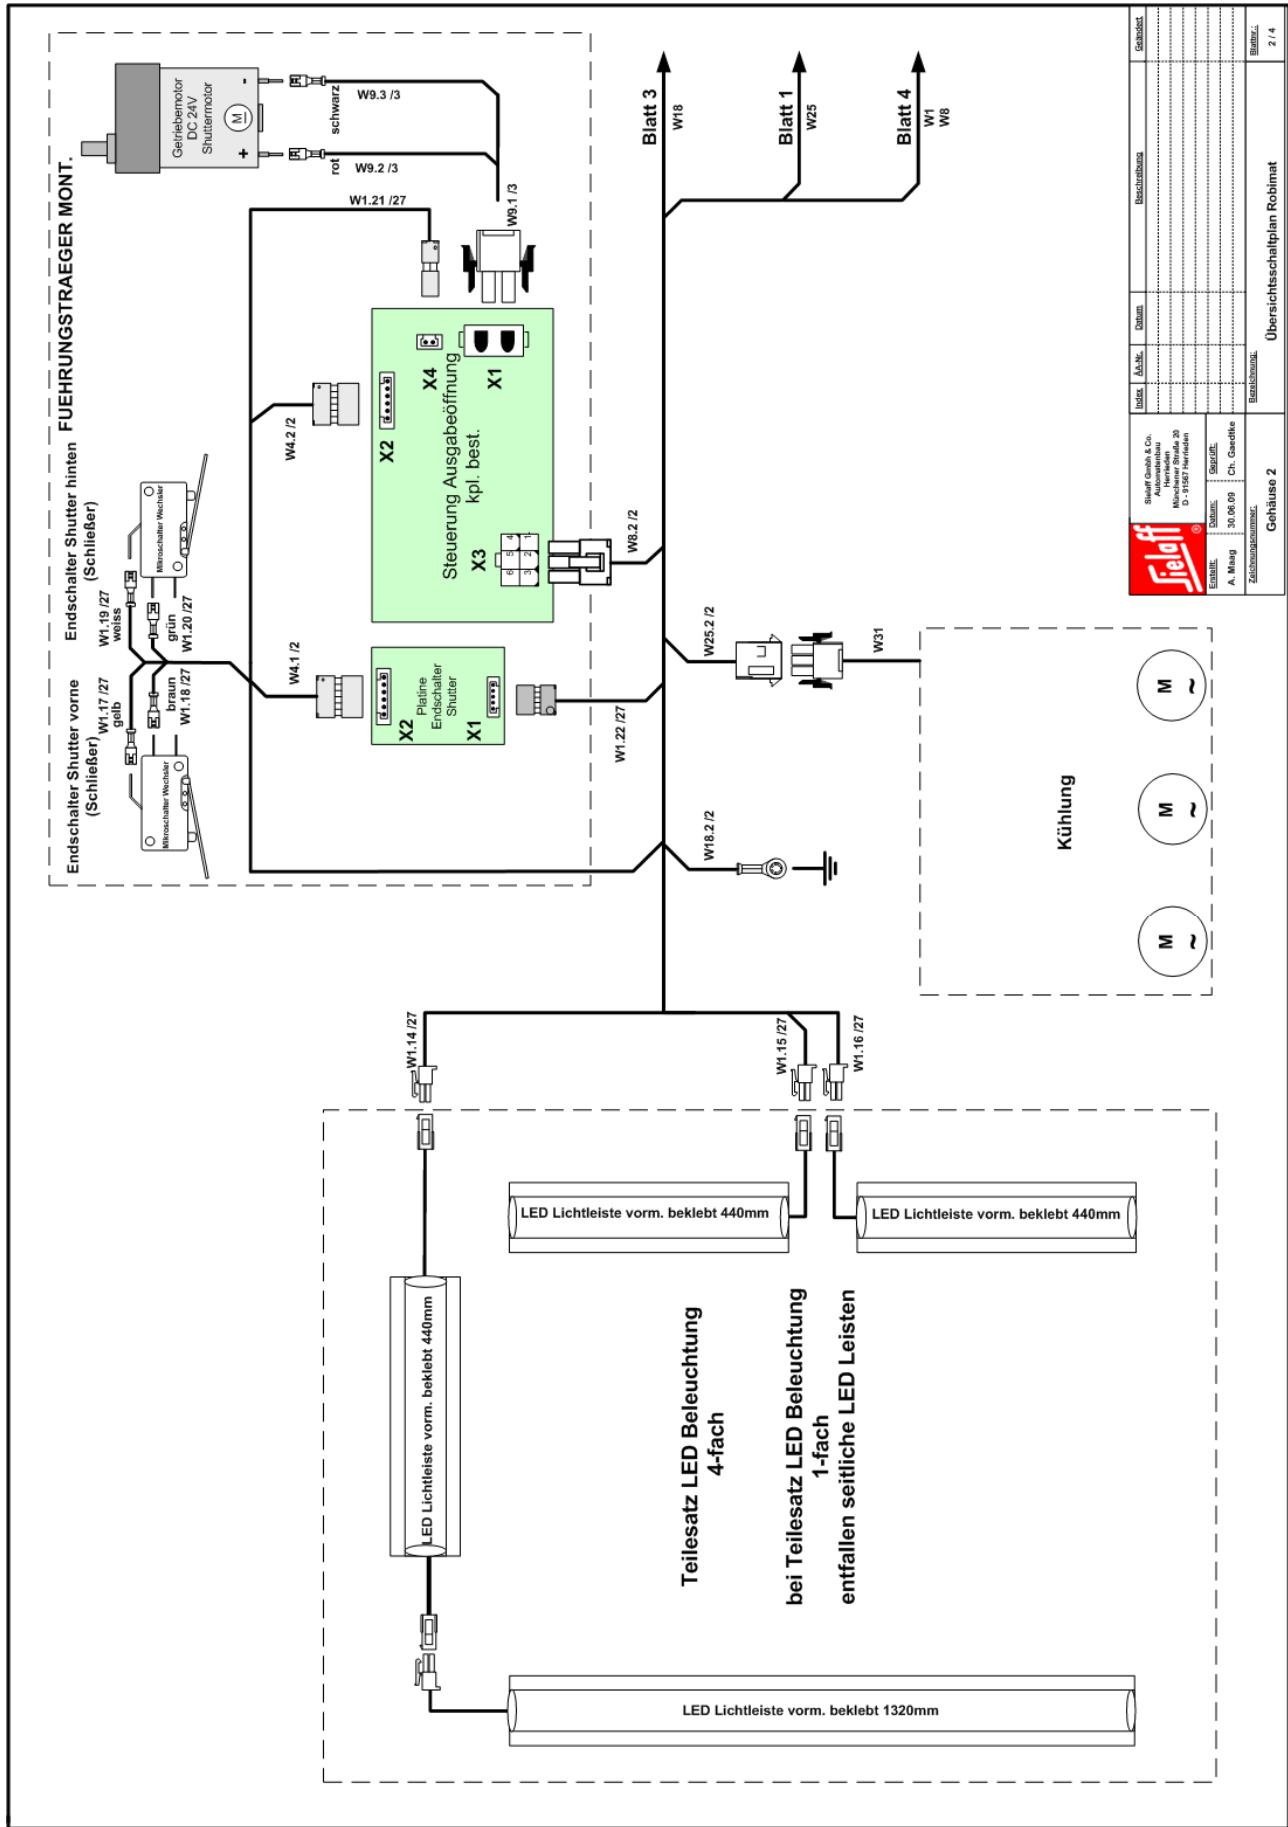 FUEHRUNGSTRAEGER MONT.
Getriebemotor
DC 24V
Shuttermotor
M
+
-
W9.3 /3
schwarz
rot
W9.2 /3
W9.1 /3
W1.21 /27
Endschalter Shutter hinten
(Schließer)
Mikroschalter Wechsler
W1.19 /27
weiss
grün
W1.20 /27
Endschalter Shutter vorne
(Schließer)
Mikroschalter Wechsler
W1.17 /27
gelb
braun
W1.18 /27
W4.2 /2
W4.1 /2
Steuerung Ausgabeöffnung
kpl. best.
X2
X4
X1
X3
6 5 4
3 2 1
W8.2 /2
Platine
Endschalter
Shutter
X2
X1
W1.22 /27
Blatt 3
W18
Blatt 1
W25
Blatt 4
W1
W8
W25.2 /2
W31
W18.2 /2
Kühlung
M
~
M
~
M
~
W1.14 /27
W1.15 /27
W1.16 /27
LED Lichtleiste vorm. beklebt 440mm
LED Lichtleiste vorm. beklebt 440mm
LED Lichtleiste vorm. beklebt 440mm
LED Lichtleiste vorm. beklebt 1320mm
Teilesatz LED Beleuchtung
4-fach
bei Teilesatz LED Beleuchtung
1-fach
entfallen seitliche LED Leisten
Sielaff
®
Sielaff Gmbh & Co.
Automatenbau
Herrieden
Münchener Straße 20
D - 91567 Herrieden
Erstellt:
A. Maag
Datum:
30.06.09
Geprüft:
Ch. Gaedtke
Zeichnungsnummer:
Gehäuse 2
Index
ÄA-Nr.
Datum
Beschreibung
Geändert
Bezeichnung:
Übersichtsschaltplan Robimat
Blattnr.:
2 / 4